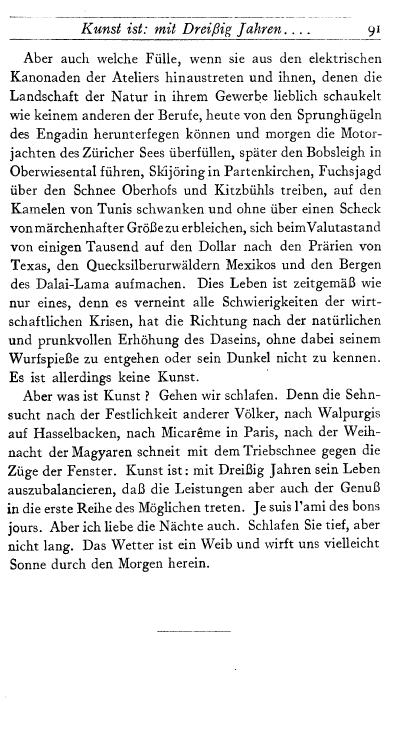 Kunst ist: mit Dreißig Jahren.... 91
Aber auch welche Fülle, wenn sie aus den elektrischen
Kanonaden der Ateliers hinaustreten und ihnen, denen die
Landschaft der Natur in ihrem Gewerbe lieblich schaukelt
wie keinem anderen der Berufe, heute von den Sprunghügeln
des Engadin herunterfegen können und morgen die Motor-
jachten des Züricher Sees überfüllen, später den Bobsleigh in
Oberwiesental führen, Skijöring in Partenkirchen, Fuchsjagd
über den Schnee Oberhofs und Kitzbühls treiben, auf den
Kamelen von Tunis schwanken und ohne über einen Scheck
von märchenhafter Größe zu erbleichen, sich beim Valutastand
von einigen Tausend auf den Dollar nach den Prärien von
Texas, den Quecksilberurwäldern Mexikos und den Bergen
des Dalai-Lama aufmachen. Dies Leben ist zeitgemäß wie
nur eines, denn es verneint alle Schwierigkeiten der wirt-
schaftlichen Krisen, hat die Richtung nach der natürlichen
und prunkvollen Erhöhung des Daseins, ohne dabei seinem
Wurfspieße zu entgehen oder sein Dunkel nicht zu kennen.
Es ist allerdings keine Kunst.
Aber was ist Kunst? Gehen wir schlafen. Denn die Sehn-
sucht nach der Festlichkeit anderer Völker, nach Walpurgis
auf Hasselbacken, nach Micarême in Paris, nach der Weih-
nacht der Magyaren schneit mit dem Triebschnee gegen die
Züge der Fenster. Kunst ist: mit Dreißig Jahren sein Leben
auszubalancieren, daß die Leistungen aber auch der Genuß
in die erste Reihe des Möglichen treten. Je suis l'ami des bons
jours. Aber ich liebe die Nächte auch. Schlafen Sie tief, aber
nicht lang. Das Wetter ist ein Weib und wirft uns vielleicht
Sonne durch den Morgen herein.